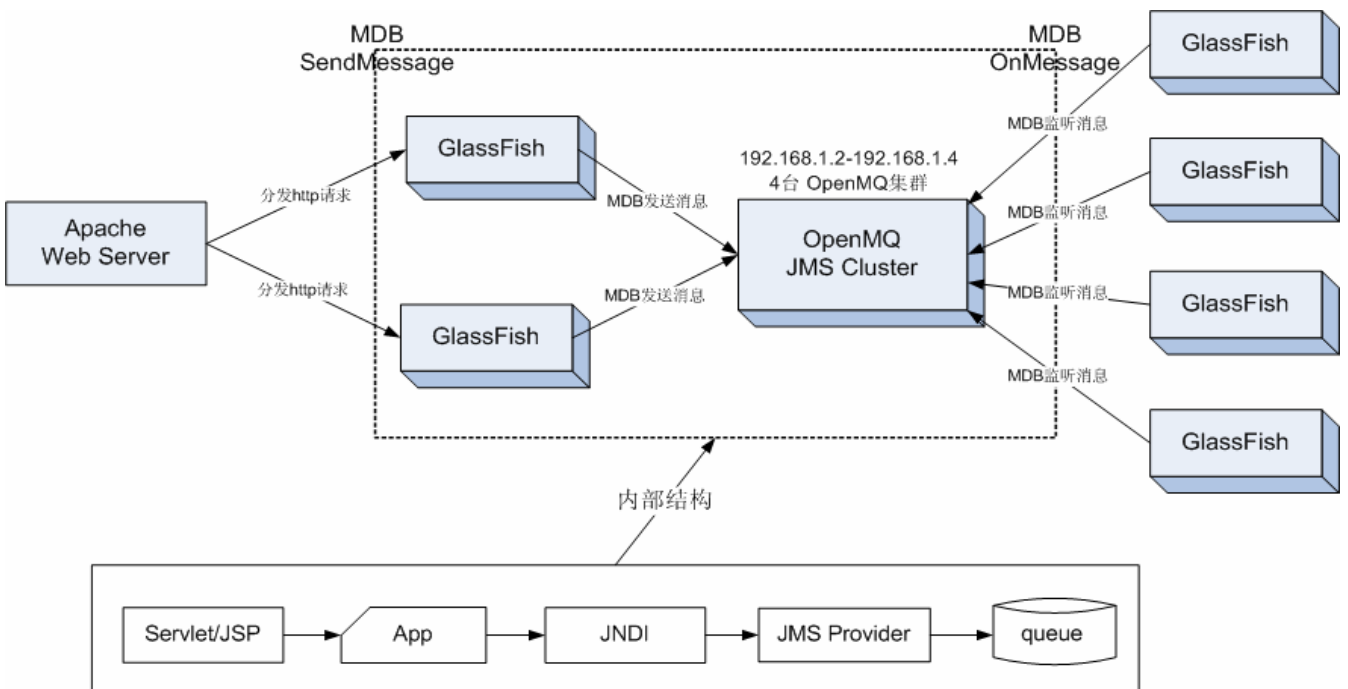 MDB
SendMessage
MDB
OnMessage
GlassFish
GlassFish
MDB监听消息
192.168.1.2-192.168.1.4
4台 OpenMQ集群
分发http请求
MDB发送消息
GlassFish
MDB监听消息
Apache
Web Server
OpenMQ
JMS Cluster
分发http请求
MDB发送消息
GlassFish
MDB监听消息
GlassFish
MDB监听消息
GlassFish
内部结构
Servlet/JSP
App
JNDI
JMS Provider
queue